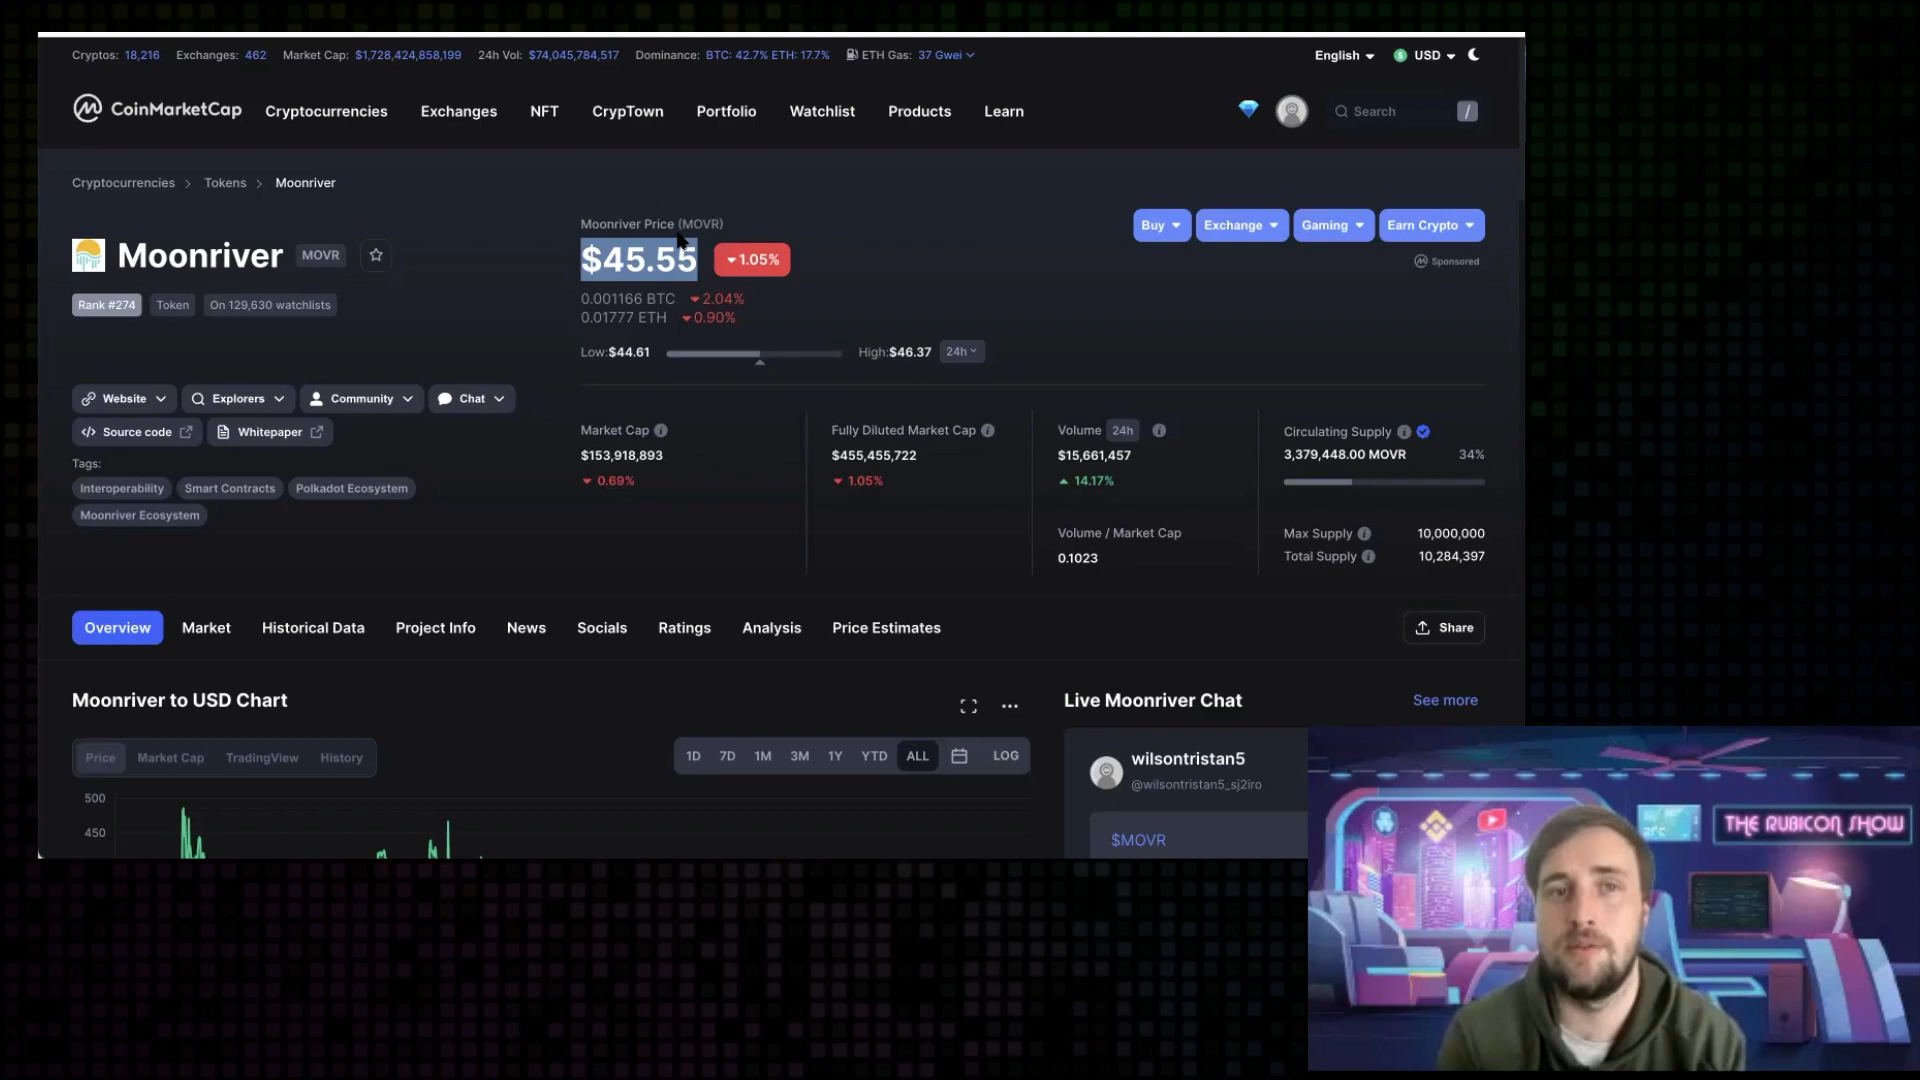 Cryptos: 18,216 Exchanges: 462 Market Cap: $1,728,424,858,199 24h Vol: $74,045,784,517 Dominance: BTC: 42.7% ETH: 17.7% ETH Gas: 37 Gwei English USD
CoinMarketCap Cryptocurrencies Exchanges NFT CrypTown Portfolio Watchlist Products Learn Search /
Cryptocurrencies > Tokens > Moonriver
Moonriver Price (MOVR)
Buy Exchange Gaming Earn Crypto
Moonriver MOVR $45.55 1.05%
Sponsored
Rank #274 Token On 129,630 watchlists
0.001166 BTC 2.04%
0.01777 ETH 0.90%
Low:$44.61 High:$46.37 24h
Website Explorers Community Chat
Source code Whitepaper
Tags:
Interoperability Smart Contracts Polkadot Ecosystem
Moonriver Ecosystem
Market Cap
$153,918,893
0.69%
Fully Diluted Market Cap
$455,455,722
1.05%
Volume 24h
$15,661,457
14.17%
Volume / Market Cap
0.1023
Circulating Supply
3,379,448.00 MOVR 34%
Max Supply 10,000,000
Total Supply 10,284,397
Overview Market Historical Data Project Info News Socials Ratings Analysis Price Estimates Share
Moonriver to USD Chart
Price Market Cap TradingView History
1D 7D 1M 3M 1Y YTD ALL LOG
500
450
Live Moonriver Chat See more
wilsontristan5
@wilsontristan5_sj2iro
$MOVR
THE RUBICON SHOW